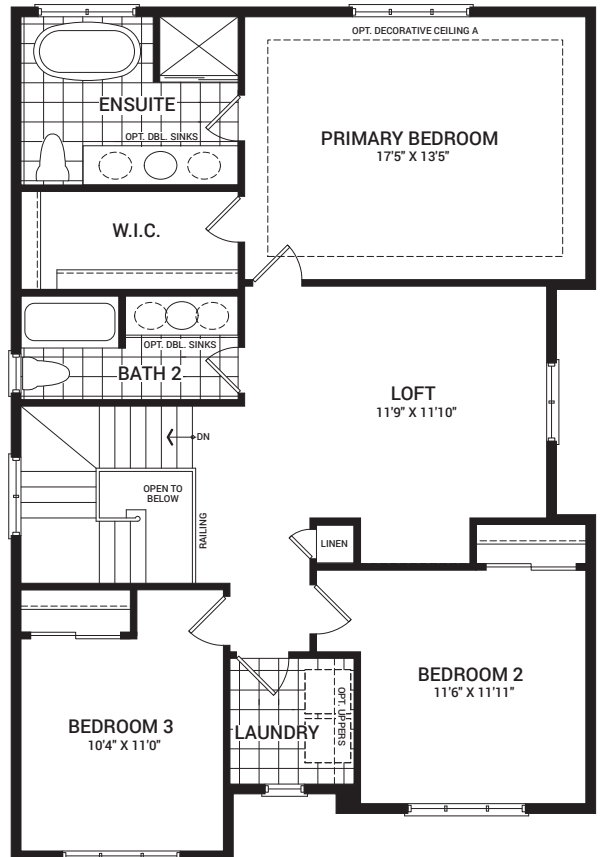 OPT. DECORATIVE CEILING A
ENSUITE
OPT. DBL. SINKS
PRIMARY BEDROOM
17'5" X 13'5"
W.I.C.
OPT. DBL. SINKS
BATH 2
LOFT
11'9" X 11'10"
DN
OPEN TO
BELOW
RAILING
LINEN
BEDROOM 2
11'6" X 11'11"
BEDROOM 3
10'4" X 11'0"
LAUNDRY
OPT. UPPERS